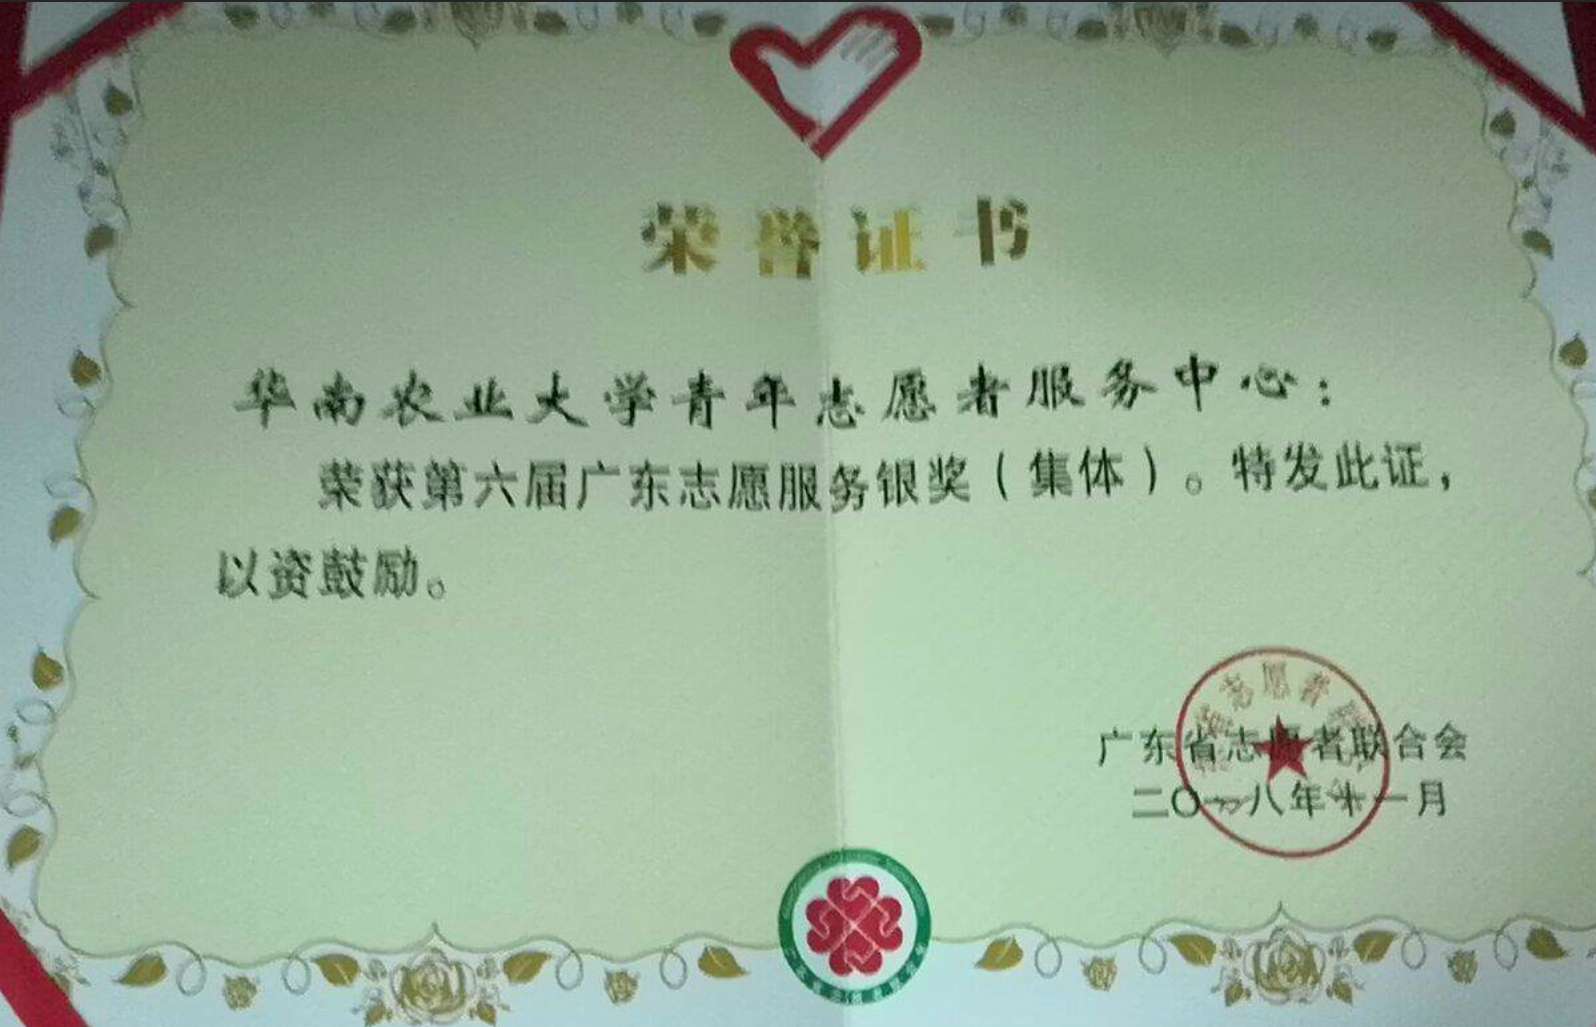 荣誉证书
华南农业大学青年志愿者服务中心：
荣获第六届广东志愿服务银奖（集体）。特发此证，
以资鼓励。
志愿者
广东省志愿者联合会
二〇一八年十一月